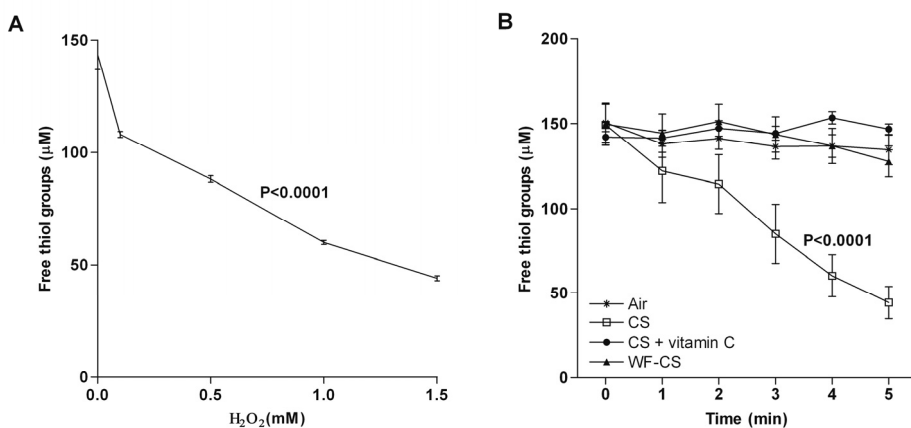 A
150
100
50
0
Free thiol groups (μM)
P<0.0001
0.0 0.5 1.0 1.5
H₂O₂(mM)
B
200
150
100
50
0
Free thiol groups (μM)
P<0.0001
Air
CS
CS + vitamin C
WF-CS
0 1 2 3 4 5
Time (min)